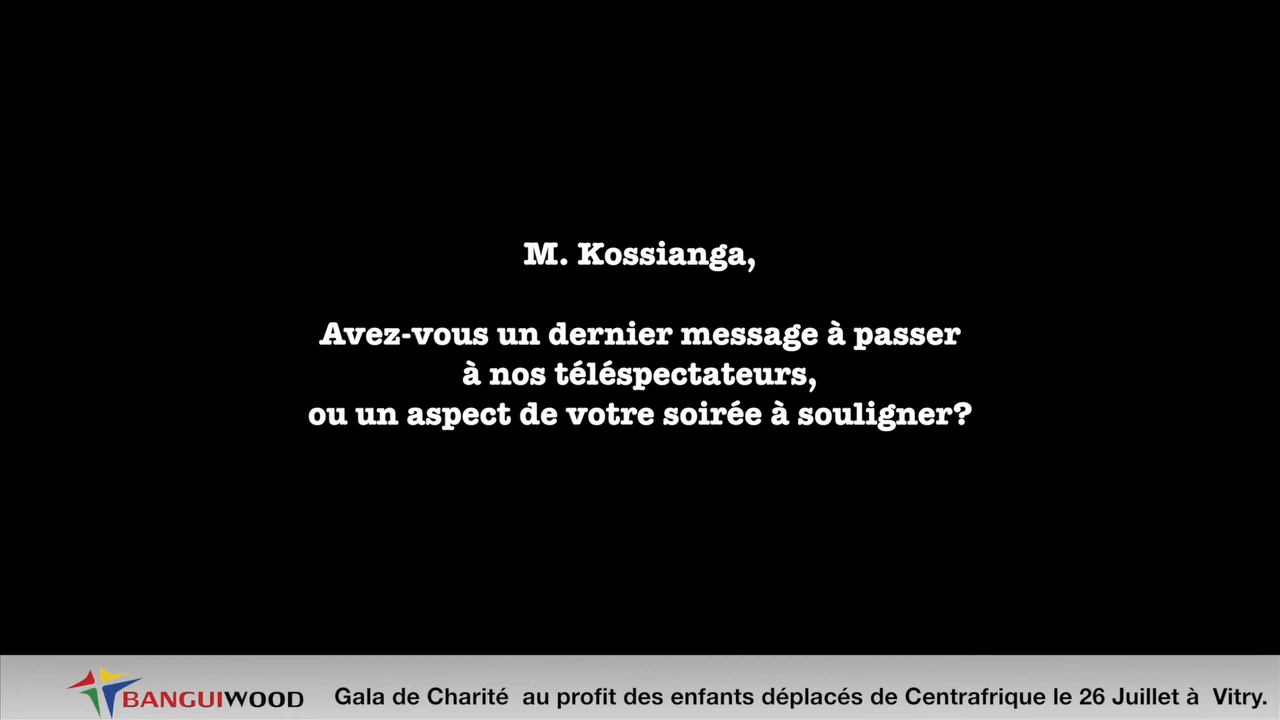 M. Kossianga,
Avez-vous un dernier message à passer
à nos téléspectateurs,
ou un aspect de votre soirée à souligner?
BANGUIWOOD
Gala de Charité au profit des enfants déplacés de Centrafrique le 26 Juillet à Vitry.